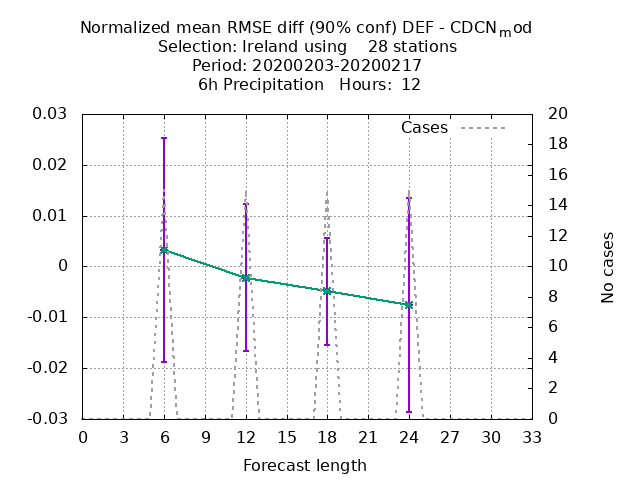 Normalized mean RMSE diff (90% conf) DEF - CDCNmod
Selection: Ireland using    28 stations
Period: 20200203-20200217
6h Precipitation   Hours:  12
Cases
0.03
0.02
0.01
0
-0.01
-0.02
-0.03
20
18
16
14
12
10
8
6
4
2
0
No cases
0 3 6 9 12 15 18 21 24 27 30 33
Forecast length